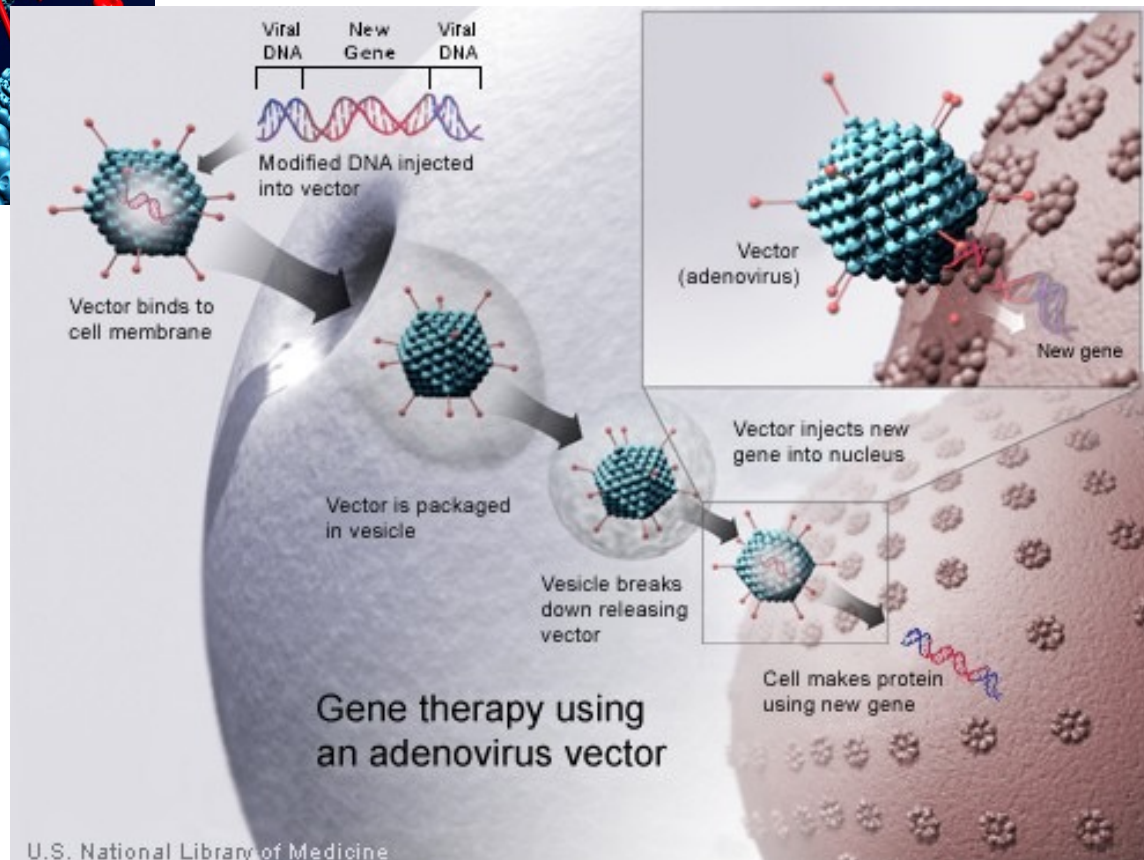 Viral DNA
New Gene
Viral DNA
Modified DNA injected
into vector
Vector binds to
cell membrane
Vector
(adenovirus)
New gene
Vector injects new
gene into nucleus
Vector is packaged
in vesicle
Vesicle breaks
down releasing
vector
Cell makes protein
using new gene
Gene therapy using
an adenovirus vector
U.S. National Library of Medicine